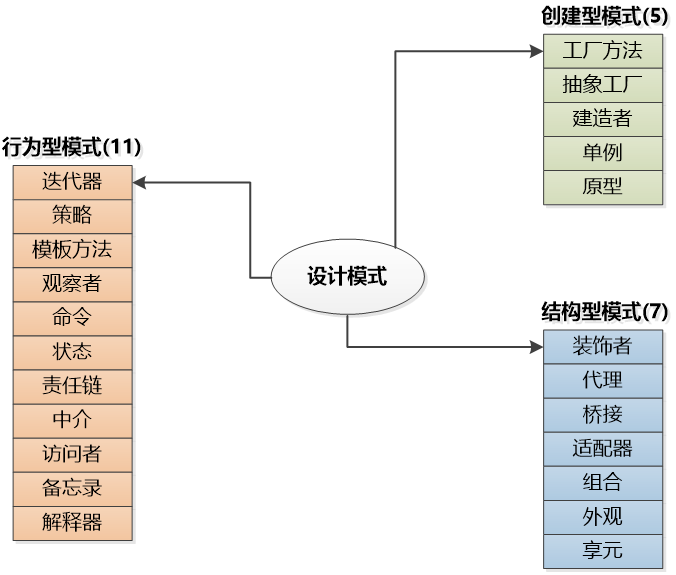 创建型模式(5)
工厂方法
抽象工厂
建造者
单例
原型
行为型模式(11)
迭代器
策略
模板方法
观察者
命令
状态
责任链
中介
访问者
备忘录
解释器
设计模式
结构型模式(7)
装饰者
代理
桥接
适配器
组合
外观
享元